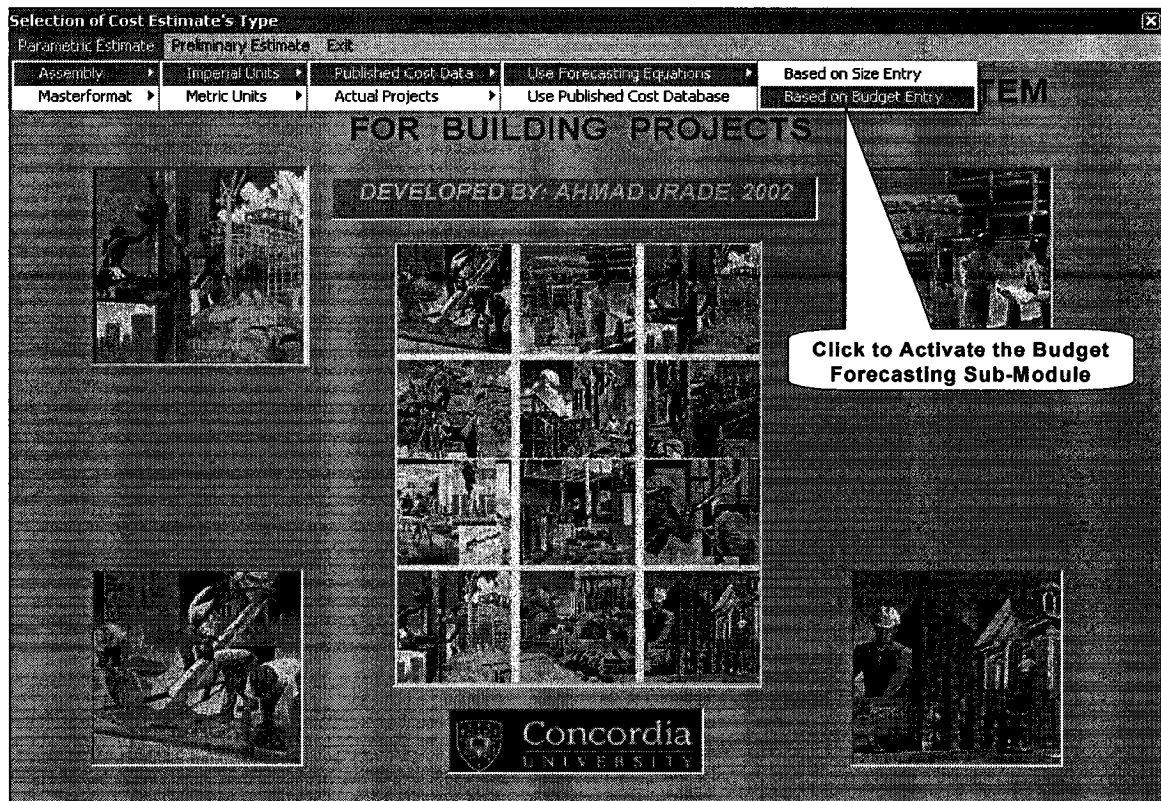 Selection of Cost Estimate's Type
Parametric Estimate Preliminary Estimate Exit
Assembly Imperial Units Published Cost Data Use Forecasting Equations Based on Size Entry
Masterformat Metric Units Actual Projects Use Published Cost Database Based on Budget Entry TEM
FOR BUILDING PROJECTS
DEVELOPED BY: AHMAD JRADE, 2002
Click to Activate the Budget
Forecasting Sub-Module
Concordia
UNIVERSITY